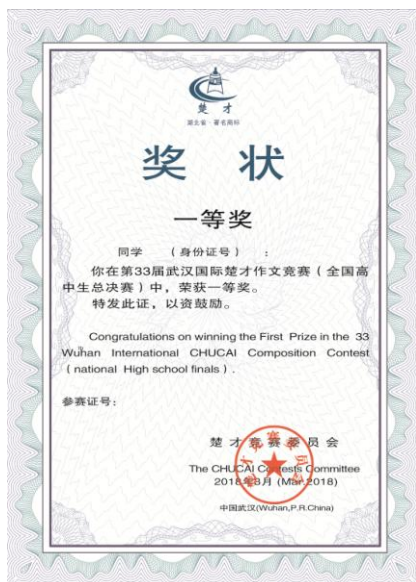 楚才
湖北省·著名商标
奖 状
一等奖
同学 （身份证号） ：
你在第33届武汉国际楚才作文竞赛（全国高
中生总决赛）中，荣获一等奖。
特发此证，以资鼓励。
Congratulations on winning the First Prize in the 33
Wuhan International CHUCAI Composition Contest
（national High school finals）.
参赛证号：
楚才竞赛委员会
The CHUCAI Contests Committee
2018年3月 (Mar.2018)
中国武汉(Wuhan,P.R.China)